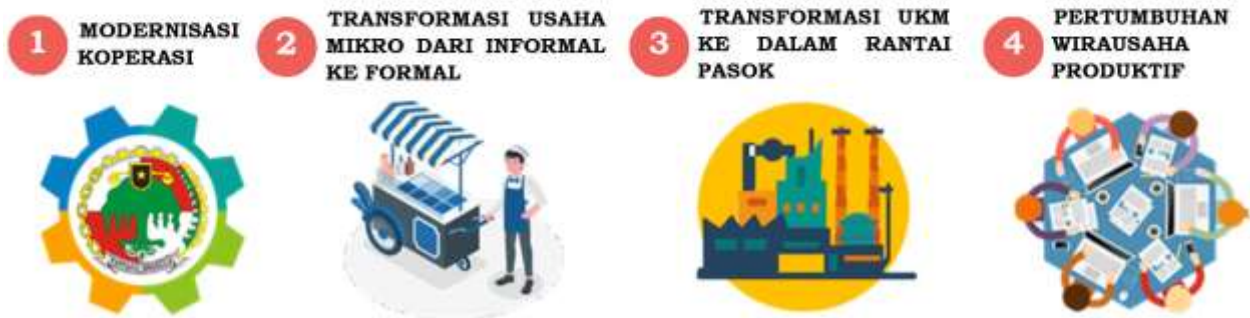 1
MODERNISASI
KOPERASI
2
TRANSFORMASI USAHA
MIKRO DARI INFORMAL
KE FORMAL
3
TRANSFORMASI UKM
KE DALAM RANTAI
PASOK
4
PERTUMBUHAN
WIRAUSAHA
PRODUKTIF